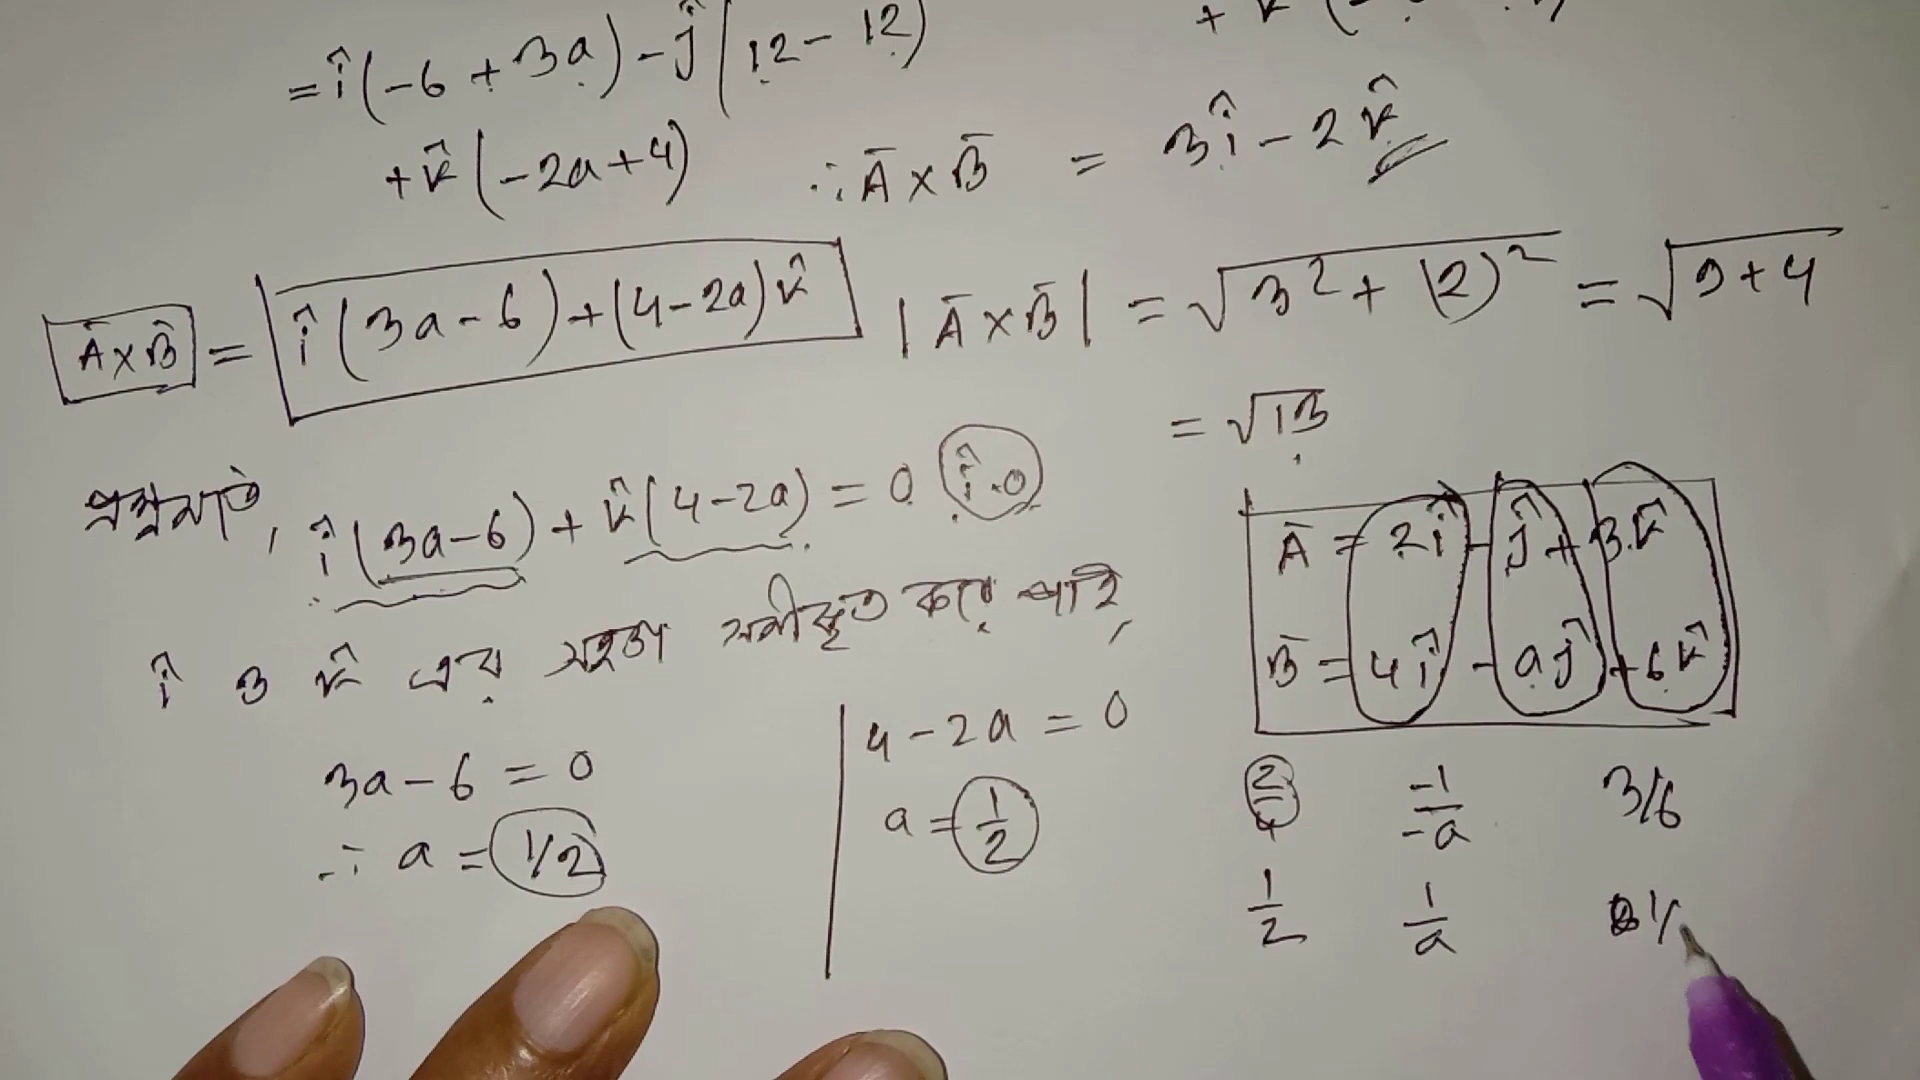 = î(-6 + 3a) - ĵ(12 - 12)
+ k̂(-2a + 4)
+ k̂(
∴ A̅ × B̅ = 3î - 2k̂
A̅ × B̅ = î(3a - 6) + (4 - 2a)k̂
|A̅ × B̅| = √3² + (2)² = √9 + 4
= √13
প্রশ্নমতে, î(3a - 6) + k̂(4 - 2a) = 0 î.0
î ও k̂ এর সহগ সমীকৃত করে পাই,
3a - 6 = 0
∴ a = 1/2
4 - 2a = 0
a = 1/2
A̅ = 2î - ĵ + 3k̂
B̅ = 4î - aĵ + 6k̂
2/4 -1/-a 3/6
1/2 1/a 1/